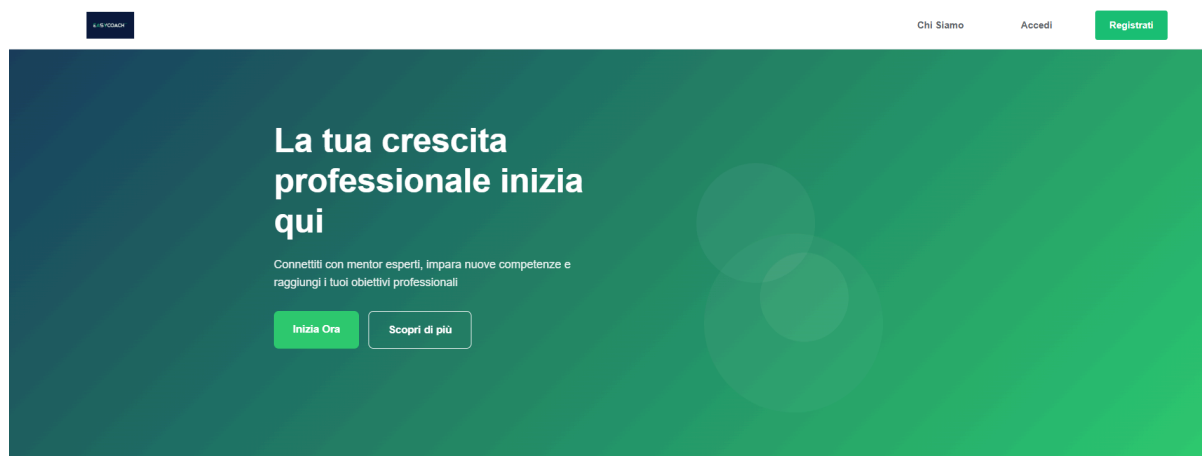 EASYCOACH
Chi Siamo
Accedi
Registrati
La tua crescita
professionale inizia
qui
Connettiti con mentor esperti, impara nuove competenze e
raggiungi i tuoi obiettivi professionali
Inizia Ora
Scopri di più